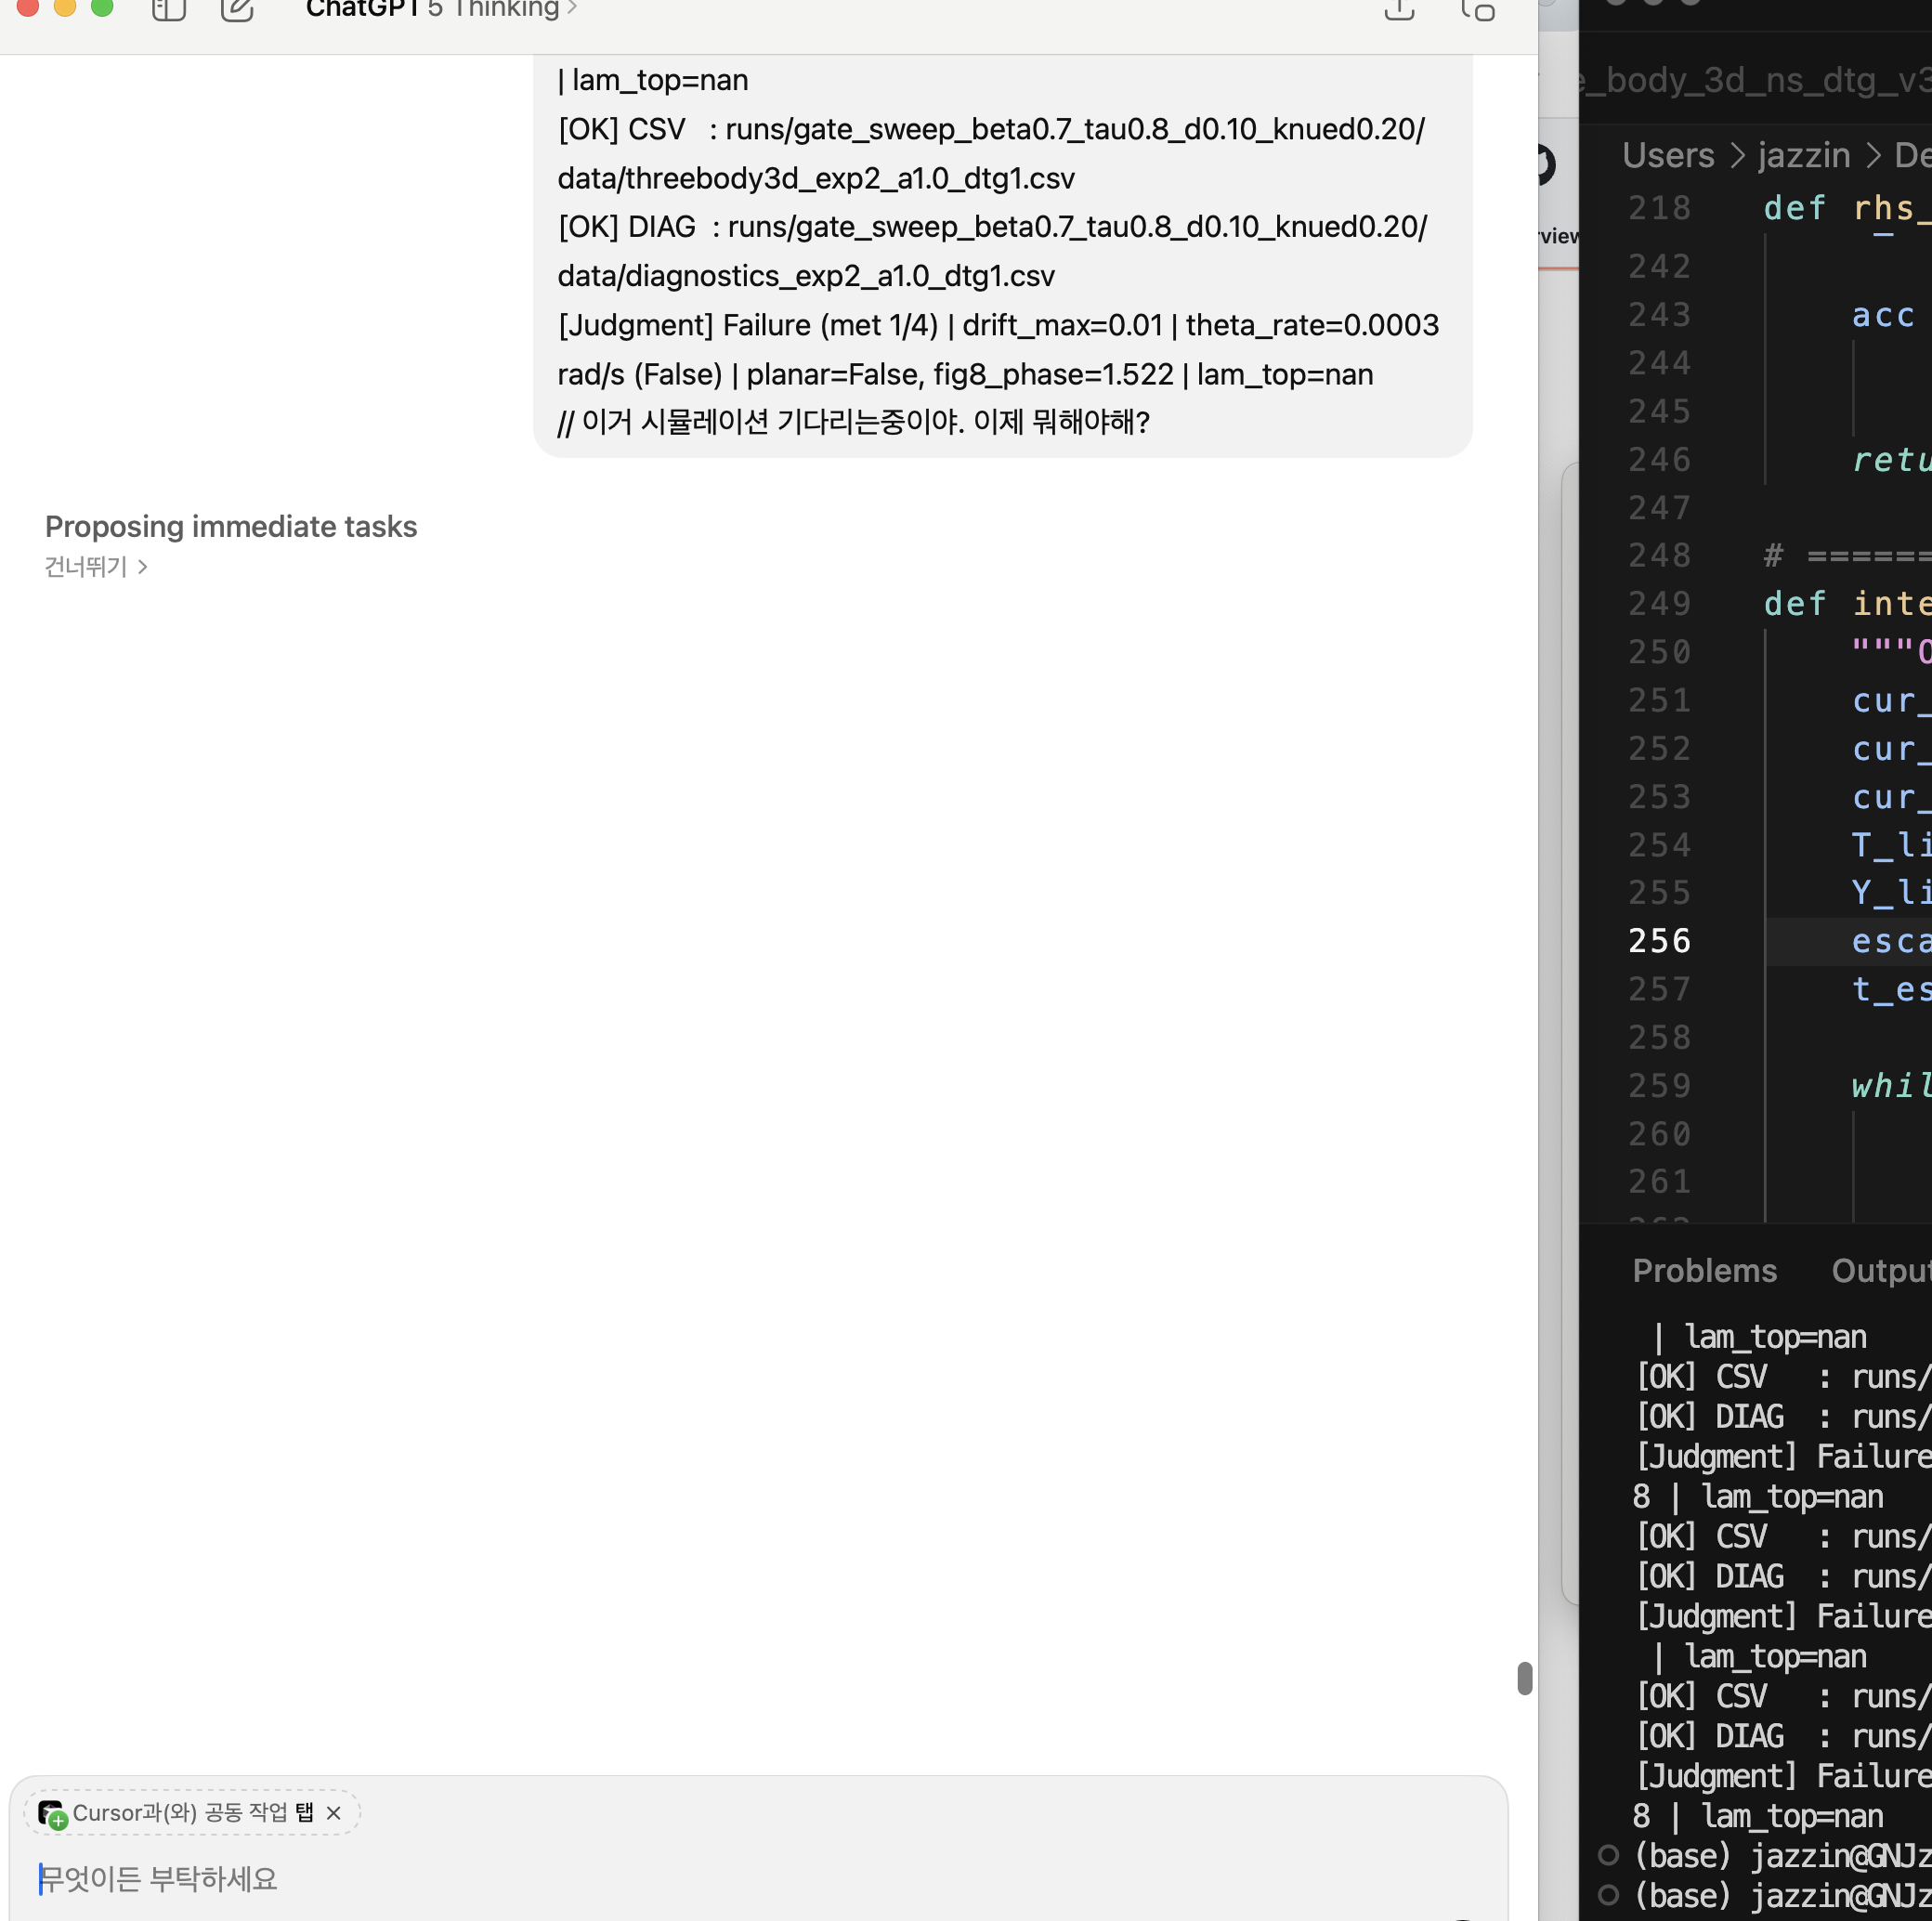 ChatGPT 5 Thinking >
| lam_top=nan
[OK] CSV : runs/gate_sweep_beta0.7_tau0.8_d0.10_knued0.20/
data/threebody3d_exp2_a1.0_dtg1.csv
[OK] DIAG : runs/gate_sweep_beta0.7_tau0.8_d0.10_knued0.20/
data/diagnostics_exp2_a1.0_dtg1.csv
[Judgment] Failure (met 1/4) | drift_max=0.01 | theta_rate=0.0003
rad/s (False) | planar=False, fig8_phase=1.522 | lam_top=nan
// 이거 시뮬레이션 기다리는중이야. 이제 뭐해야해?
Proposing immediate tasks
건너뛰기 >
Cursor과(와) 공동 작업 탭 ×
무엇이든 부탁하세요
view
e_body_3d_ns_dtg_v3
Users > jazzin > De
218 def rhs_
242
243 acc
244
245
246 retu
247
248 # =======
249 def inte
250 """O
251 cur_
252 cur_
253 cur_
254 T_li
255 Y_li
256 esca
257 t_es
258
259 whil
260
261
Problems Output
| lam_top=nan
[OK] CSV : runs/
[OK] DIAG : runs/
[Judgment] Failure
8 | lam_top=nan
[OK] CSV : runs/
[OK] DIAG : runs/
[Judgment] Failure
| lam_top=nan
[OK] CSV : runs/
[OK] DIAG : runs/
[Judgment] Failure
8 | lam_top=nan
(base) jazzin@GNJz
(base) jazzin@GNJz